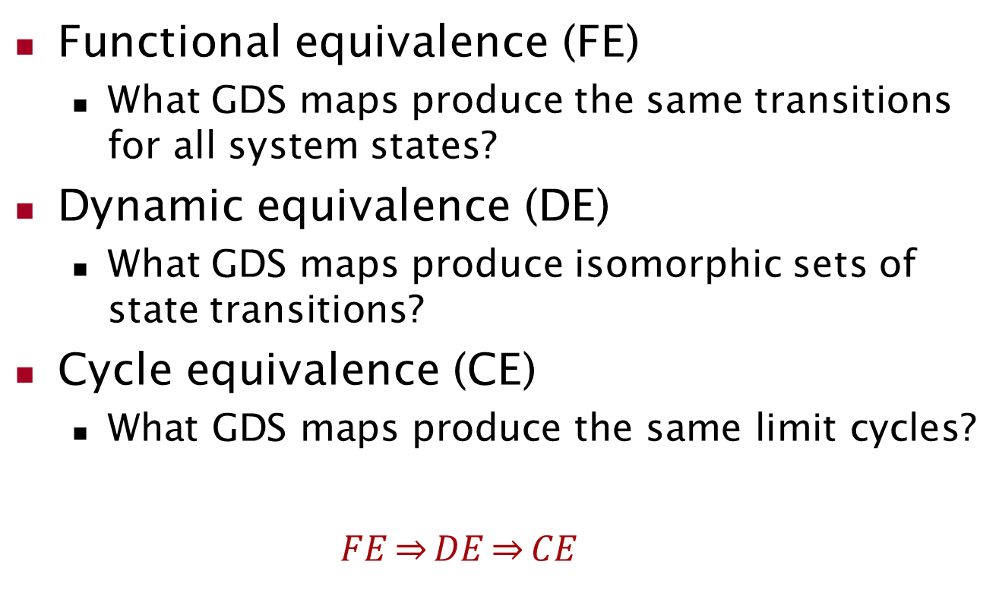 ▪ Functional equivalence (FE)
▪ What GDS maps produce the same transitions
for all system states?
▪ Dynamic equivalence (DE)
▪ What GDS maps produce isomorphic sets of
state transitions?
▪ Cycle equivalence (CE)
▪ What GDS maps produce the same limit cycles?
FE ⇒ DE ⇒ CE